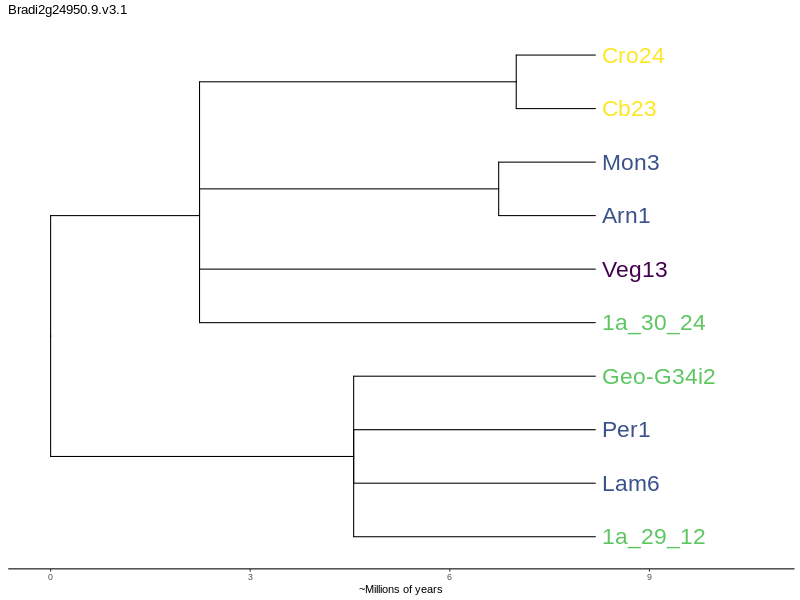 Bradi2g24950.9.v3.1
Cro24
Cb23
Mon3
Arn1
Veg13
1a_30_24
Geo-G34i2
Per1
Lam6
1a_29_12
0 3 6 9
~Millions of years